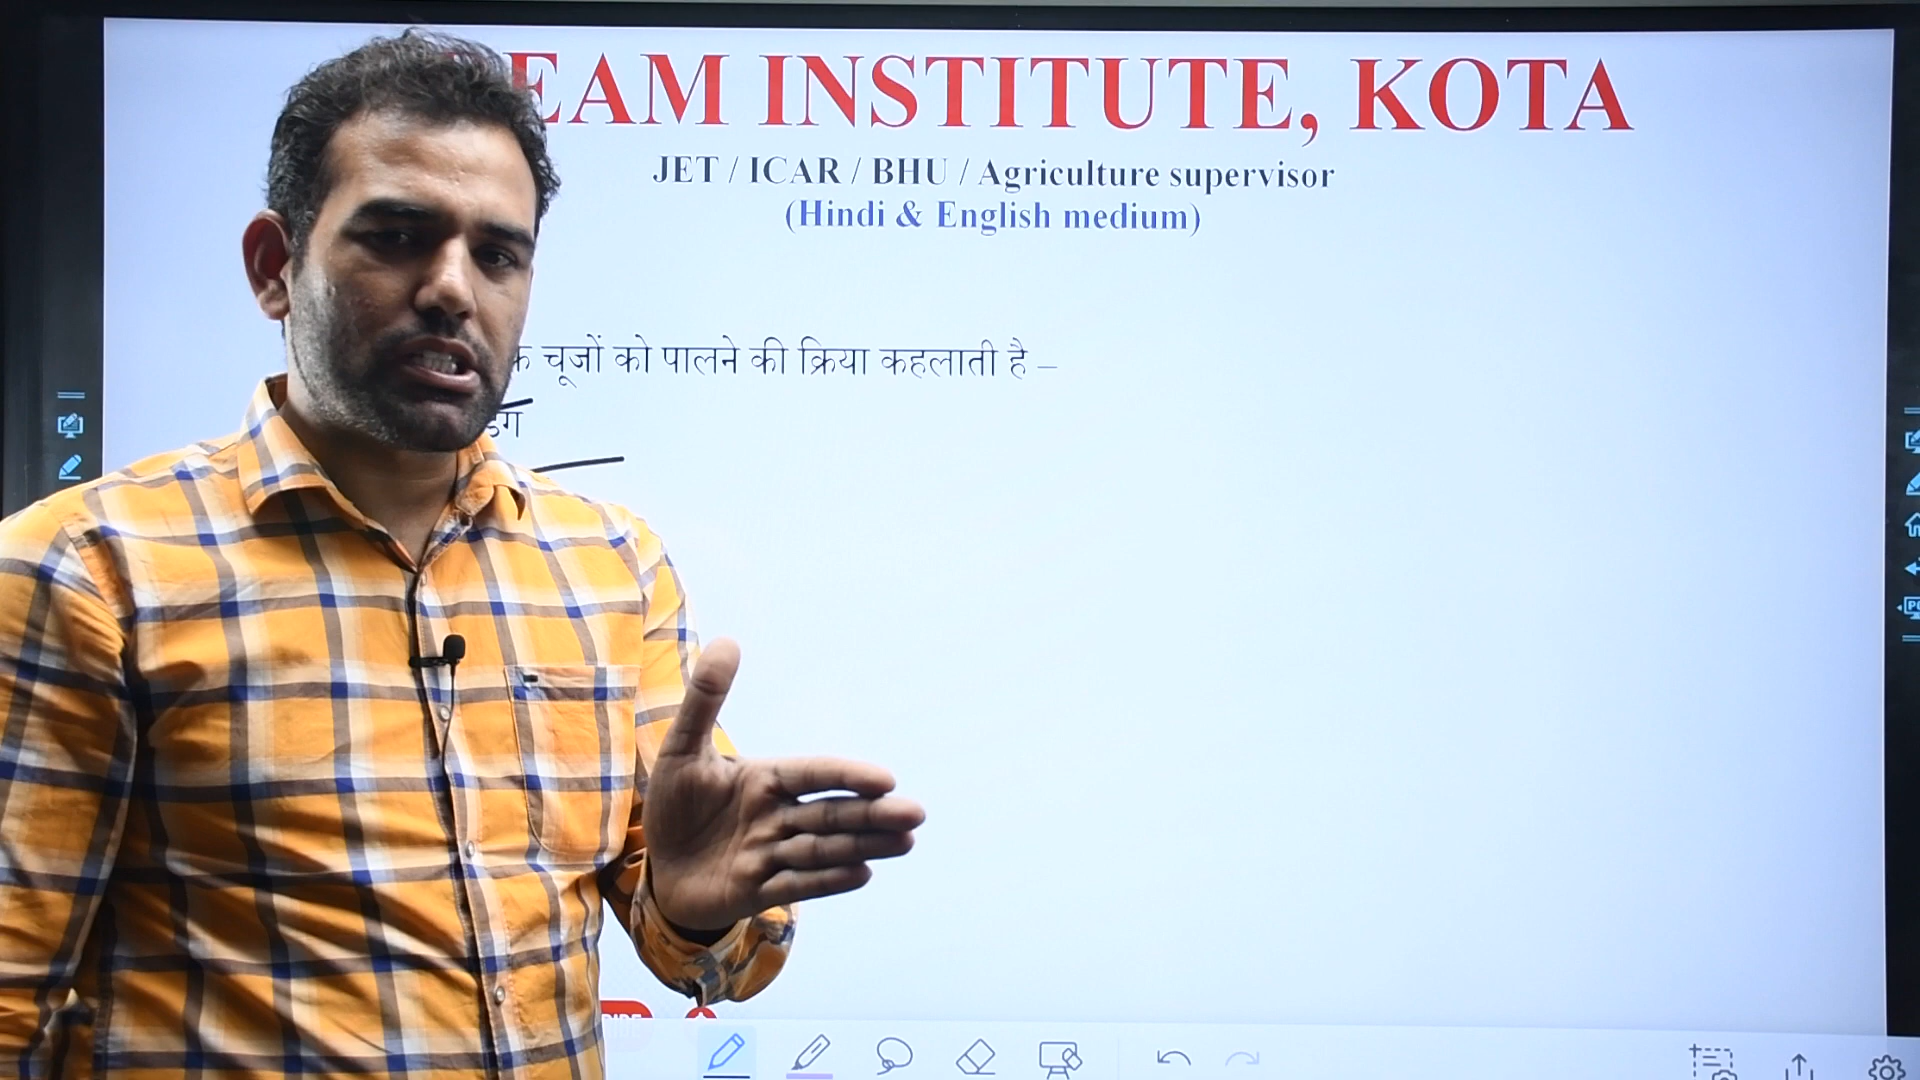 EAM INSTITUTE, KOTA
JET / ICAR / BHU / Agriculture supervisor
(Hindi & English medium)
चूजों को पालने की क्रिया कहलाती है –